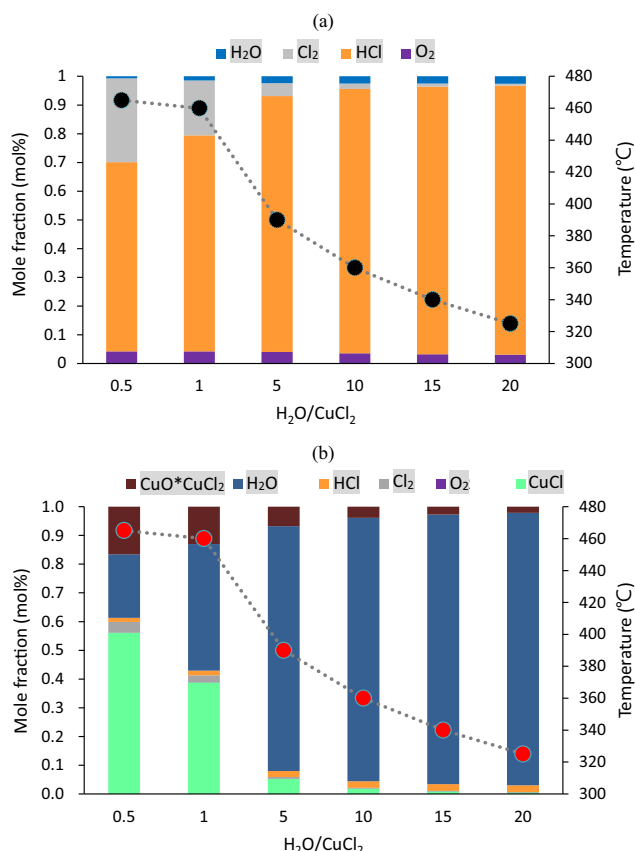 (a)
H₂O Cl₂ HCl O₂
1 480
0.9 460
0.8 440
0.7 420
0.6 400
0.5 380
0.4 360
0.3 340
0.2 320
0.1 300
0
Mole fraction (mol%)
Temperature (℃)
0.5 1 5 10 15 20
H₂O/CuCl₂
(b)
CuO*CuCl₂ H₂O HCl Cl₂ O₂ CuCl
1.0 480
0.9 460
0.8 440
0.7 420
0.6 400
0.5 380
0.4 360
0.3 340
0.2 320
0.1 300
0.0
Mole fraction (mol%)
Temperature (℃)
0.5 1 5 10 15 20
H₂O/CuCl₂